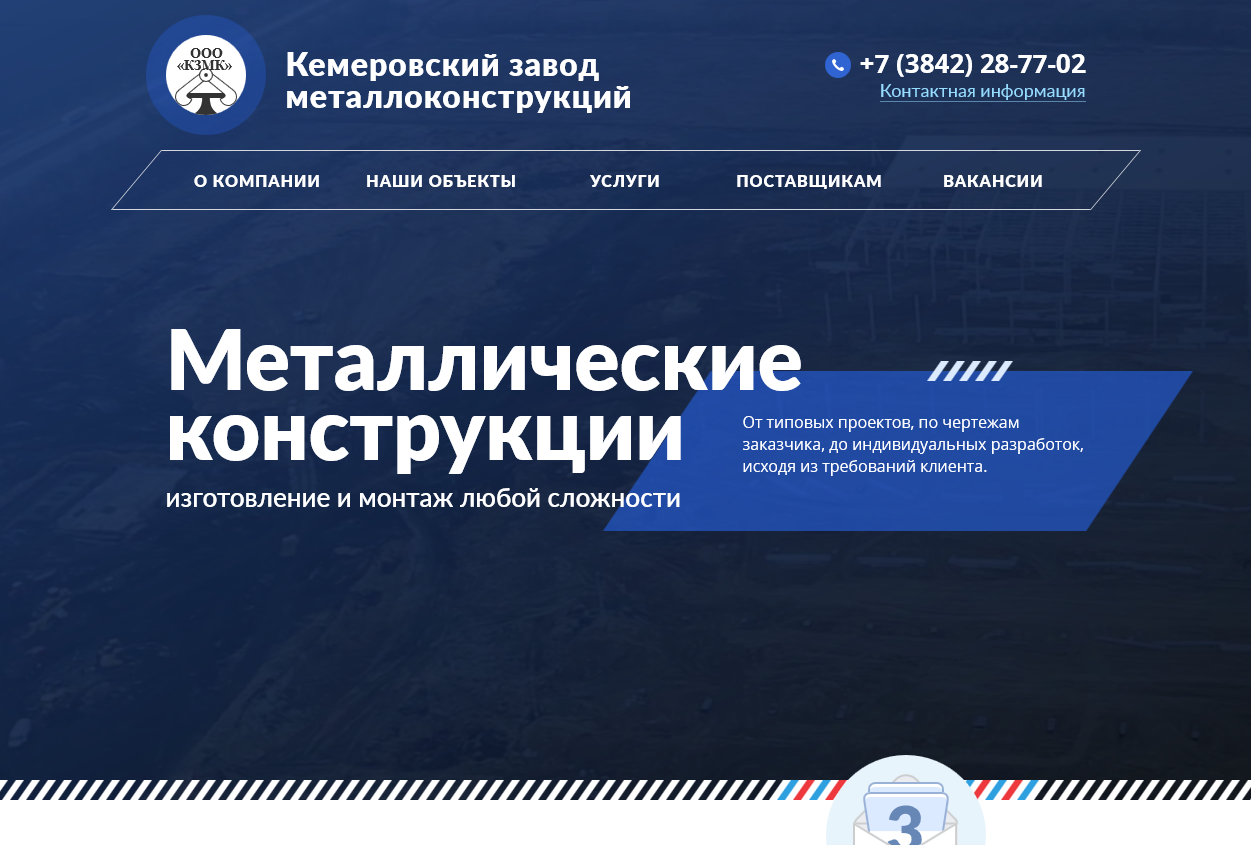 ООО
«КЗМК»
Кемеровский завод
металлоконструкций
+7 (3842) 28-77-02
Контактная информация
О КОМПАНИИ НАШИ ОБЪЕКТЫ УСЛУГИ ПОСТАВЩИКАМ ВАКАНСИИ
Металлические
конструкции
изготовление и монтаж любой сложности
От типовых проектов, по чертежам
заказчика, до индивидуальных разработок,
исходя из требований клиента.
3